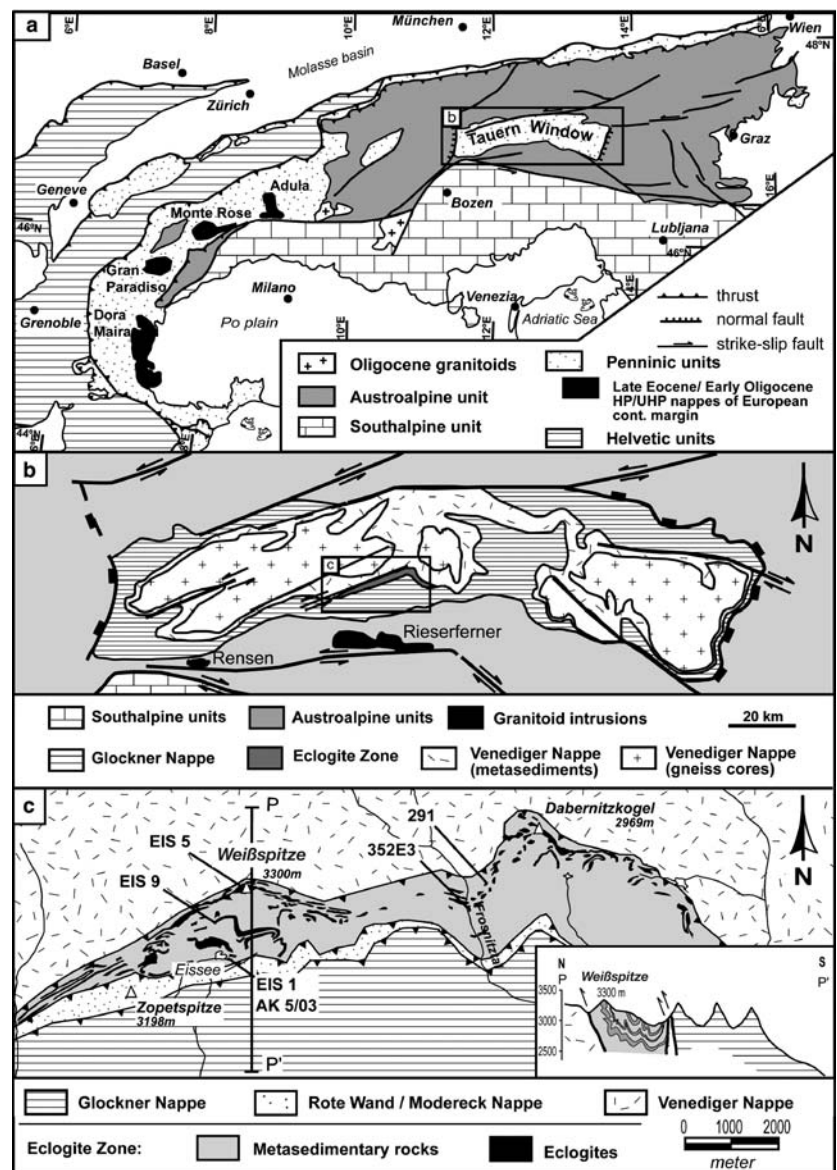 a
6°E
8°E
10°E
München
12°E
14°E
Wien
48°N
Basel
Molasse basin
Zürich
b
Tauern Window
Graz
Geneve
Adula
16°E
46°N
Monte Rose
Bozen
Lubljana
46°N
Gran
Paradiso
Milano
Venezia
14°E
Grenoble
Dora
Maira
Po plain
10°E
12°E
Adriatic Sea
thrust
normal fault
strike-slip fault
Oligocene granitoids
Penninic units
Austroalpine unit
Late Eocene/ Early Oligocene
HP/UHP nappes of European
cont. margin
Southalpine unit
Helvetic units
44°N
6°E
8°E
b
N
c
Rieserferner
Rensen
Southalpine units
Austroalpine units
Granitoid intrusions
20 km
Glockner Nappe
Eclogite Zone
Venediger Nappe
(metasediments)
Venediger Nappe
(gneiss cores)
c
P
Dabernitzkogel
2969m
291
EIS 5
Weißspitze
3300m
352E3
EIS 9
N
Frosnitztal
Eissee
EIS 1
AK 5/03
Zopetspitze
3198m
P'
N
S
P
Weißspitze
P'
3300 m
3500
3000
2500
Glockner Nappe
Rote Wand / Modereck Nappe
Venediger Nappe
Eclogite Zone:
Metasedimentary rocks
Eclogites
0 1000 2000
meter